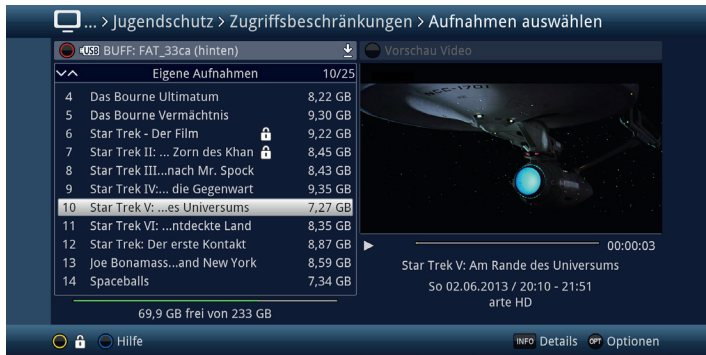 ... > Jugendschutz > Zugriffsbeschränkungen > Aufnahmen auswählen
USB BUFF: FAT_33ca (hinten)
Vorschau Video
Eigene Aufnahmen 10/25
4 Das Bourne Ultimatum 8,22 GB
5 Das Bourne Vermächtnis 9,30 GB
6 Star Trek - Der Film 9,22 GB
7 Star Trek II: ... Zorn des Khan 8,45 GB
8 Star Trek III...nach Mr. Spock 8,43 GB
9 Star Trek IV:... die Gegenwart 9,35 GB
10 Star Trek V: ...es Universums 7,27 GB
11 Star Trek VI: ...ntdeckte Land 8,35 GB
12 Star Trek: Der erste Kontakt 8,87 GB
13 Joe Bonamass...and New York 8,59 GB
14 Spaceballs 7,34 GB
69,9 GB frei von 233 GB
NCC-1701
00:00:03
Star Trek V: Am Rande des Universums
So 02.06.2013 / 20:10 - 21:51
arte HD
Hilfe
INFO Details OPT Optionen